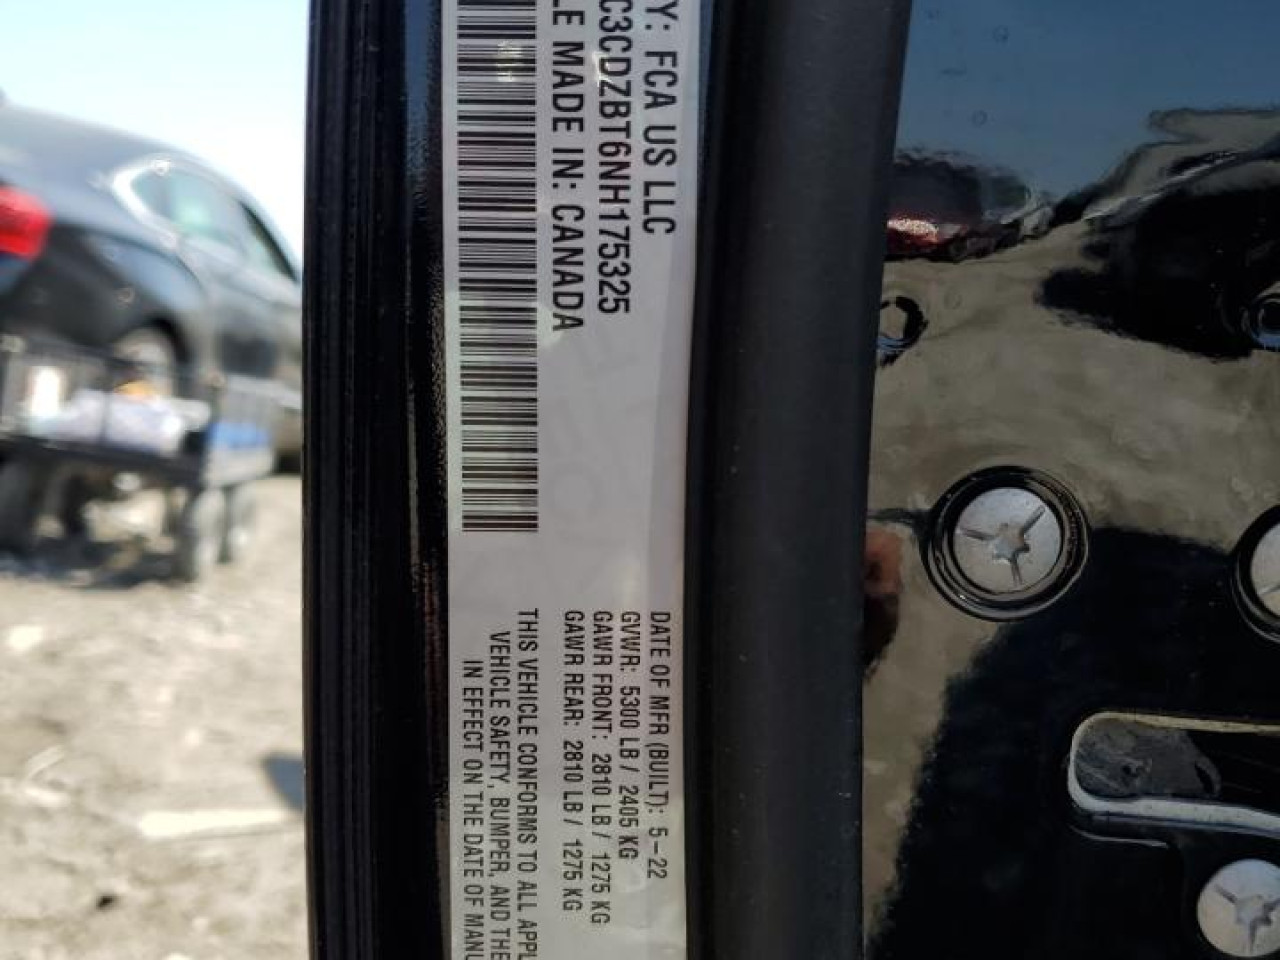 Y: FCA US LLC
C3CDZBT6NH175325
LE MADE IN: CANADA
DATE OF MFR (BUILT): 5-22
GVWR: 5300 LB / 2405 KG
GAWR FRONT: 2810 LB / 1275 KG
GAWR REAR: 2810 LB / 1275 KG
THIS VEHICLE CONFORMS TO ALL APPL
VEHICLE SAFETY, BUMPER, AND THE
IN EFFECT ON THE DATE OF MANU